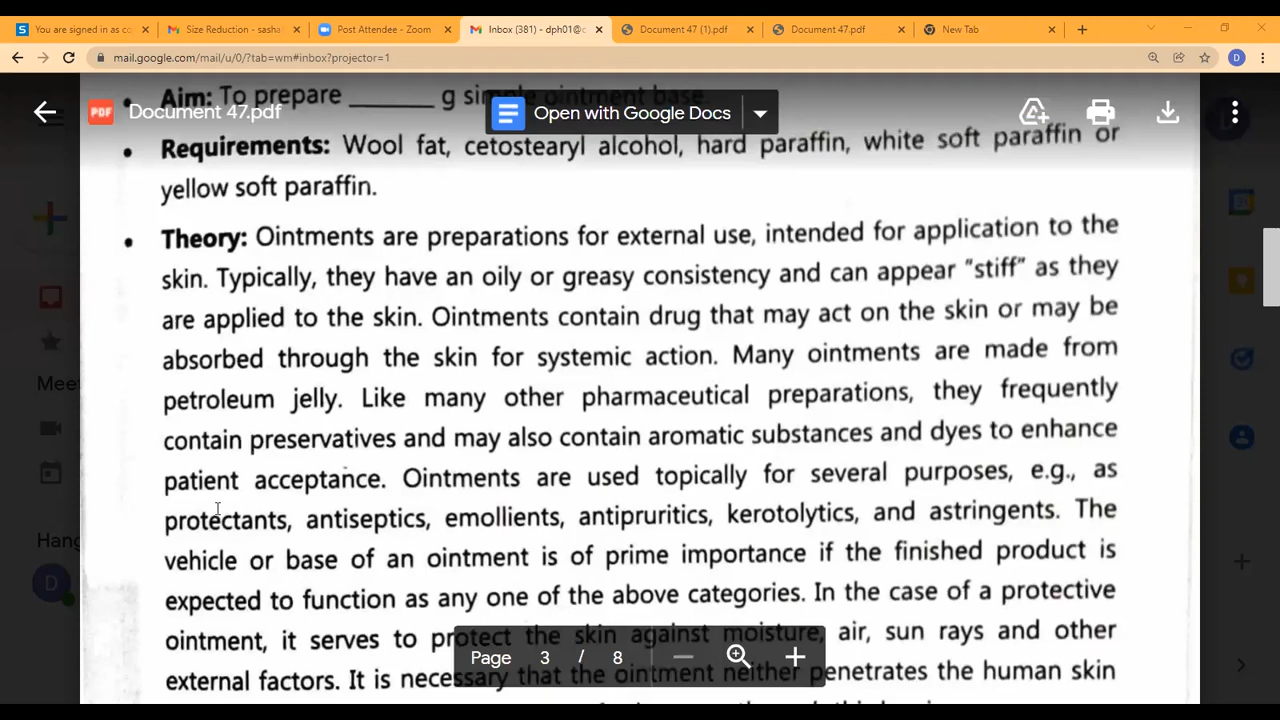 You are signed in as co
Size Reduction - sasha
Post Attendee - Zoom
Inbox (381) - dph01@c
Document 47 (1).pdf
Document 47.pdf
New Tab
mail.google.com/mail/u/0/?tab=wm#inbox?projector=1
D
PDF Document 47.pdf
Open with Google Docs
• Aim: To prepare ______ g simple ointment base.
• Requirements: Wool fat, cetostearyl alcohol, hard paraffin, white soft paraffin or
yellow soft paraffin.
• Theory: Ointments are preparations for external use, intended for application to the
skin. Typically, they have an oily or greasy consistency and can appear "stiff" as they
are applied to the skin. Ointments contain drug that may act on the skin or may be
absorbed through the skin for systemic action. Many ointments are made from
petroleum jelly. Like many other pharmaceutical preparations, they frequently
contain preservatives and may also contain aromatic substances and dyes to enhance
patient acceptance. Ointments are used topically for several purposes, e.g., as
protectants, antiseptics, emollients, antipruritics, kerotolytics, and astringents. The
vehicle or base of an ointment is of prime importance if the finished product is
expected to function as any one of the above categories. In the case of a protective
ointment, it serves to protect the skin against moisture, air, sun rays and other
external factors. It is necessary that the ointment neither penetrates the human skin
Page 3 / 8
Meet
Hang
D